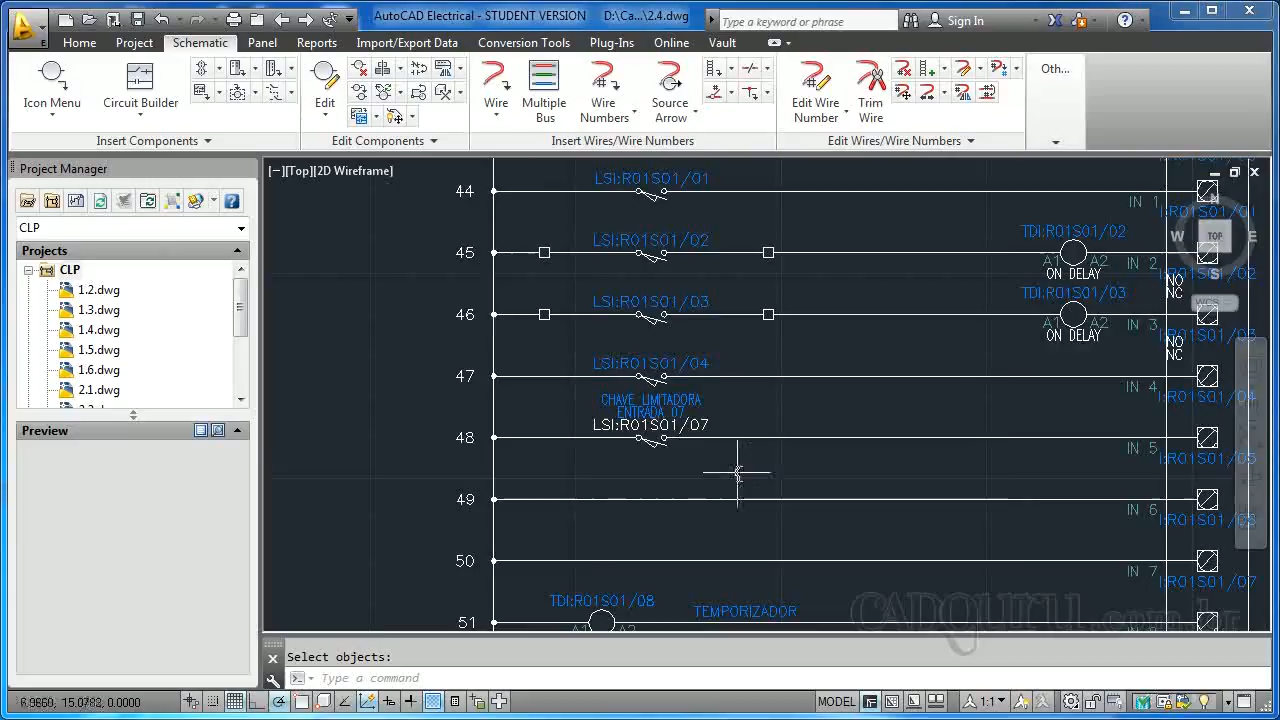 AutoCAD Electrical - STUDENT VERSION D:\Ca...\2.4.dwg
Type a keyword or phrase
Sign In
Home Project Schematic Panel Reports Import/Export Data Conversion Tools Plug-Ins Online Vault
Icon Menu
Circuit Builder
Edit
Wire
Multiple Bus
Wire Numbers
Source Arrow
Edit Wire Number
Trim Wire
Oth...
Insert Components
Edit Components
Insert Wires/Wire Numbers
Edit Wires/Wire Numbers
Project Manager
CLP
Projects
CLP
1.2.dwg
1.3.dwg
1.4.dwg
1.5.dwg
1.6.dwg
2.1.dwg
Preview
[−][Top][2D Wireframe]
44 LSI:R01S01/01 IN 1 I:R01S01/01
45 LSI:R01S01/02 TDI:R01S01/02 A1 A2 ON DELAY IN 2 I:R01S01/02 NO NC
46 LSI:R01S01/03 TDI:R01S01/03 A1 A2 ON DELAY IN 3 I:R01S01/03 NO NC
47 LSI:R01S01/04 IN 4 I:R01S01/04
CHAVE LIMITADORA
ENTRADA 07
48 LSI:R01S01/07 IN 5 I:R01S01/05
49 IN 6 I:R01S01/06
50 IN 7 I:R01S01/07
51 TDI:R01S01/08 A1 A2 TEMPORIZADOR
W TOP E
S
WCS
CADGURU.com.br
Select objects:
Type a command
6.9860, 15.0782, 0.0000
MODEL
1:1